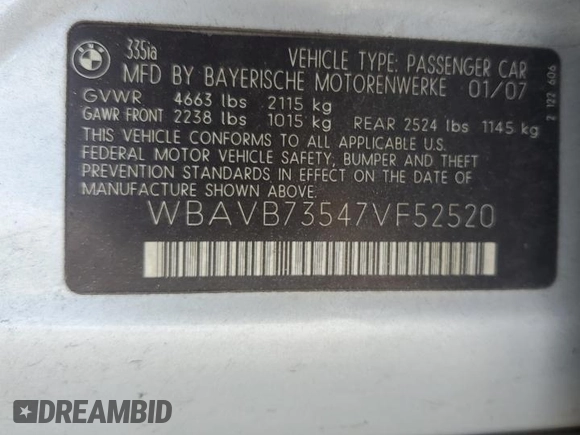 BMW
335ia
VEHICLE TYPE: PASSENGER CAR
MFD BY BAYERISCHE MOTORENWERKE 01/07
GVWR 4663 lbs 2115 kg
GAWR FRONT 2238 lbs 1015 kg REAR 2524 lbs 1145 kg
THIS VEHICLE CONFORMS TO ALL APPLICABLE U.S.
FEDERAL MOTOR VEHICLE SAFETY, BUMPER AND THEFT
PREVENTION STANDARDS IN EFFECT ON THE DATE OF
MANUFACTURE SHOWN ABOVE.
WBAVB73547VF52520
2 122 606
DREAMBID